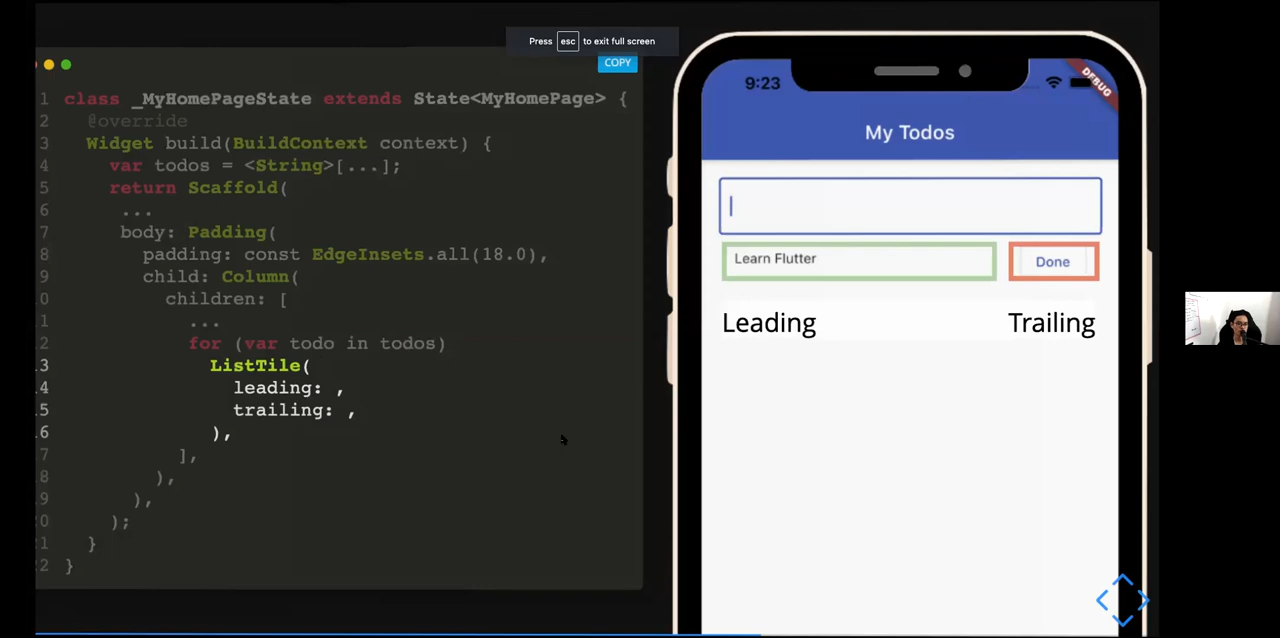 Press esc to exit full screen
COPY
1 class _MyHomePageState extends State<MyHomePage> {
2 @override
3 Widget build(BuildContext context) {
4 var todos = <String>[...];
5 return Scaffold(
6 ...
7 body: Padding(
8 padding: const EdgeInsets.all(18.0),
9 child: Column(
0 children: [
1 ...
2 for (var todo in todos)
3 ListTile(
4 leading: ,
5 trailing: ,
6 ),
7 ],
8 ),
9 ),
0 );
1 }
2 }
9:23
DEBUG
My Todos
Learn Flutter
Done
Leading
Trailing